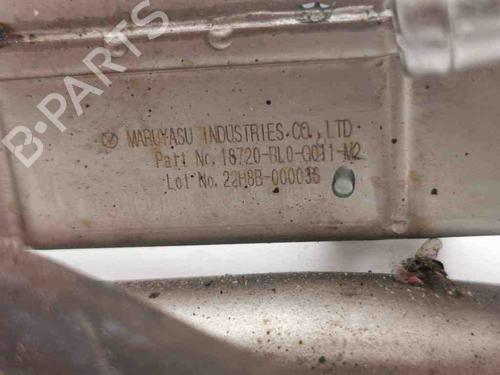 MARUYASU INDUSTRIES.CO.,LTD
Part No. 18720-RL0-G011-M2
Lot No. 22H8B-000036
B-PARTS